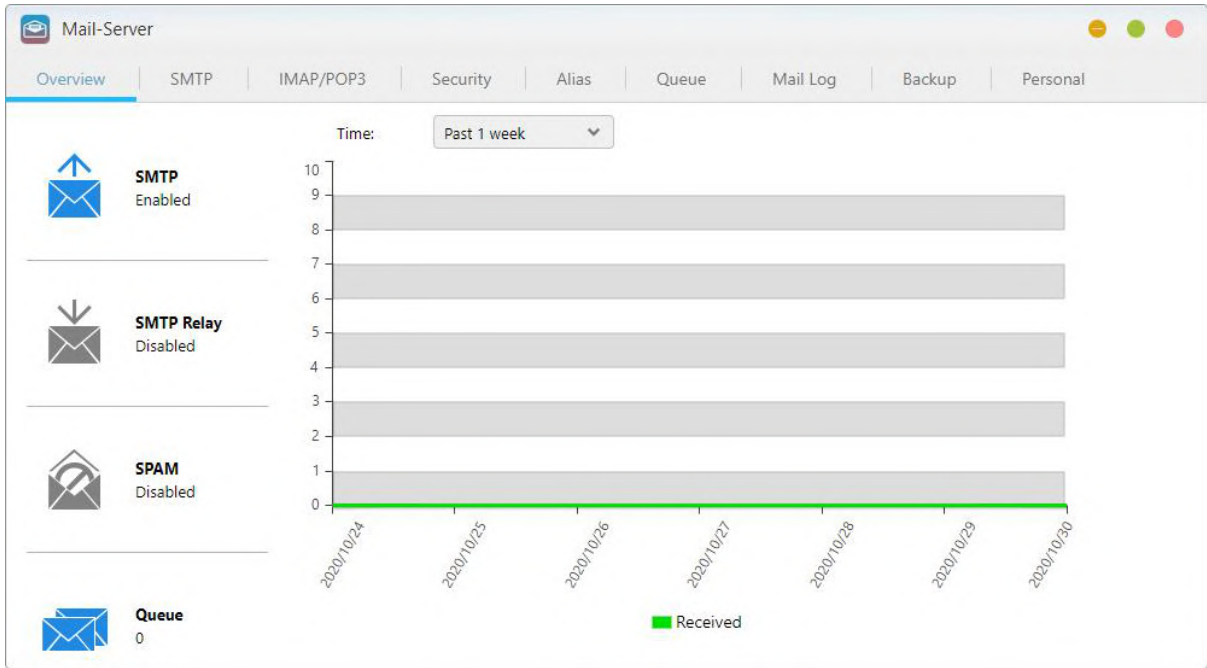 Mail-Server
Overview
SMTP
IMAP/POP3
Security
Alias
Queue
Mail Log
Backup
Personal
SMTP
Enabled
SMTP Relay
Disabled
SPAM
Disabled
Queue
0
Time:
Past 1 week
10
9
8
7
6
5
4
3
2
1
0
2020/10/24
2020/10/25
2020/10/26
2020/10/27
2020/10/28
2020/10/29
2020/10/30
Received